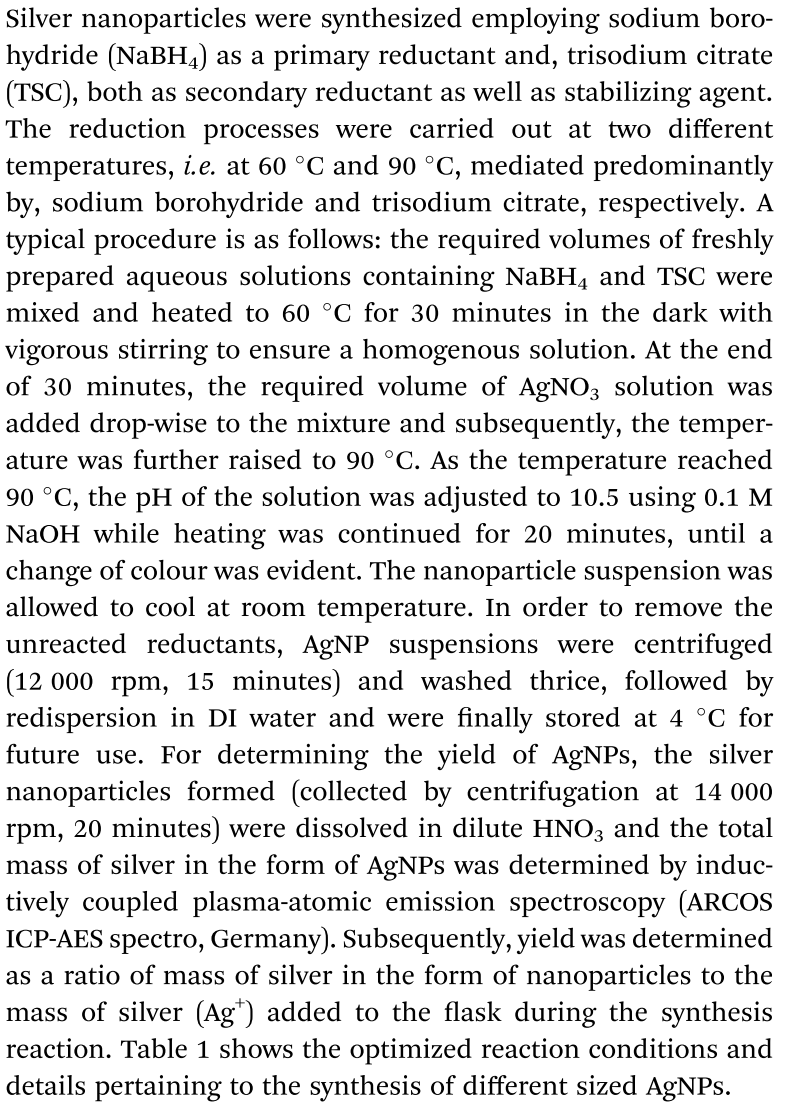 Silver nanoparticles were synthesized employing sodium boro-
hydride (NaBH₄) as a primary reductant and, trisodium citrate
(TSC), both as secondary reductant as well as stabilizing agent.
The reduction processes were carried out at two different
temperatures, i.e. at 60 °C and 90 °C, mediated predominantly
by, sodium borohydride and trisodium citrate, respectively. A
typical procedure is as follows: the required volumes of freshly
prepared aqueous solutions containing NaBH₄ and TSC were
mixed and heated to 60 °C for 30 minutes in the dark with
vigorous stirring to ensure a homogenous solution. At the end
of 30 minutes, the required volume of AgNO₃ solution was
added drop-wise to the mixture and subsequently, the temper-
ature was further raised to 90 °C. As the temperature reached
90 °C, the pH of the solution was adjusted to 10.5 using 0.1 M
NaOH while heating was continued for 20 minutes, until a
change of colour was evident. The nanoparticle suspension was
allowed to cool at room temperature. In order to remove the
unreacted reductants, AgNP suspensions were centrifuged
(12 000 rpm, 15 minutes) and washed thrice, followed by
redispersion in DI water and were finally stored at 4 °C for
future use. For determining the yield of AgNPs, the silver
nanoparticles formed (collected by centrifugation at 14 000
rpm, 20 minutes) were dissolved in dilute HNO₃ and the total
mass of silver in the form of AgNPs was determined by induc-
tively coupled plasma-atomic emission spectroscopy (ARCOS
ICP-AES spectro, Germany). Subsequently, yield was determined
as a ratio of mass of silver in the form of nanoparticles to the
mass of silver (Ag⁺) added to the flask during the synthesis
reaction. Table 1 shows the optimized reaction conditions and
details pertaining to the synthesis of different sized AgNPs.